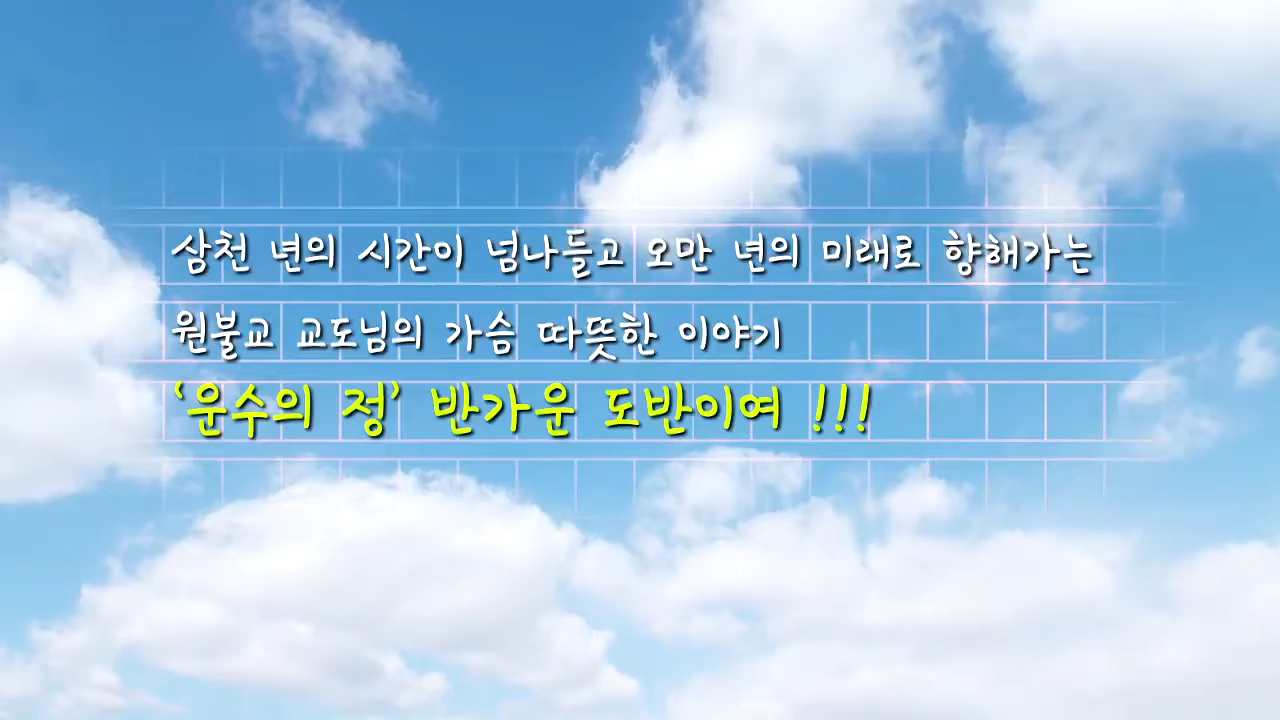 삼천 년의 시간이 넘나들고 오만 년의 미래로 향해가는
원불교 교도님의 가슴 따뜻한 이야기
‘운수의 정’ 반가운 도반이여 !!!